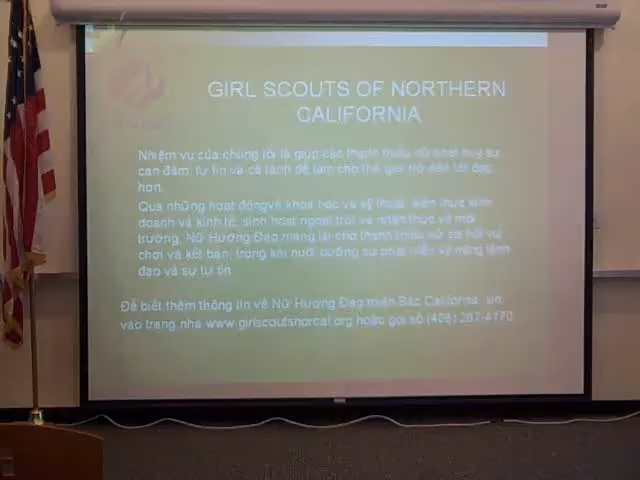 GIRL SCOUTS OF NORTHERN
CALIFORNIA
Nhiệm vụ của chúng tôi là giúp các thanh thiếu nữ phát huy sự
can đảm, tự tin và cá tánh để làm cho thế giới trở nên tốt đẹp
hơn.
Qua những hoạt động về khoa học và kỹ thuật, kiến thức kinh
doanh và kinh tế, sinh hoạt ngoài trời và nhận thức về môi
trường, Nữ Hướng Đạo mang lại cho thanh thiếu nữ cơ hội vui
chơi và kết bạn, trong khi nuôi dưỡng sự phát triển kỹ năng lãnh
đạo và sự tự tin
Để biết thêm thông tin về Nữ Hướng Đạo miền Bắc California, xin
vào trang nhà www.girlscoutsnorcal.org hoặc gọi số (408) 287-4170